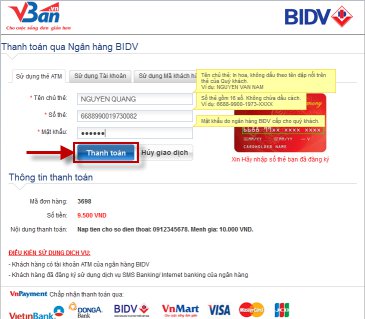 VBan .VN
Cho cuộc sống đơn giản hơn
BIDV
Thanh toán qua Ngân hàng BIDV
Sử dụng thẻ ATM
Sử dụng Tài khoản
Sử dụng Mã khách h
Tên chủ thẻ: In hoa, không dấu theo tên dập nổi trên thẻ của Quý khách.
Ví dụ: NGUYEN VAN NAM
* Tên chủ thẻ:
NGUYEN QUANG
Số thẻ gồm 16 số. Không chứa dấu cách.
Ví dụ: 6668-9900-1973-XXXX
* Số thẻ:
6688990019730082
Mật khẩu do ngân hàng BIDV cấp cho quý khách.
* Mật khẩu:
CARDHOLDER NAME
Thanh toán
Hủy giao dịch
Xin Hãy nhập số thẻ bạn đã đăng ký
Thông tin thanh toán
Mã đơn hàng: 3698
Số tiền: 9.500 VND
Nội dung thanh toán: Nap tien cho so dien thoai: 0912345678. Menh gia: 10.000 VND.
ĐIỀU KIỆN SỬ DỤNG DỊCH VỤ:
- Khách hàng có tài khoản ATM của ngân hàng BIDV
- Khách hàng đã đăng ký sử dụng dịch vụ SMS Banking/ Internet banking của ngân hàng
VnPayment Chấp nhận thanh toán qua:
VietinBank
DONGA Bank
BIDV
VnMart
VISA
MasterCard
JCB